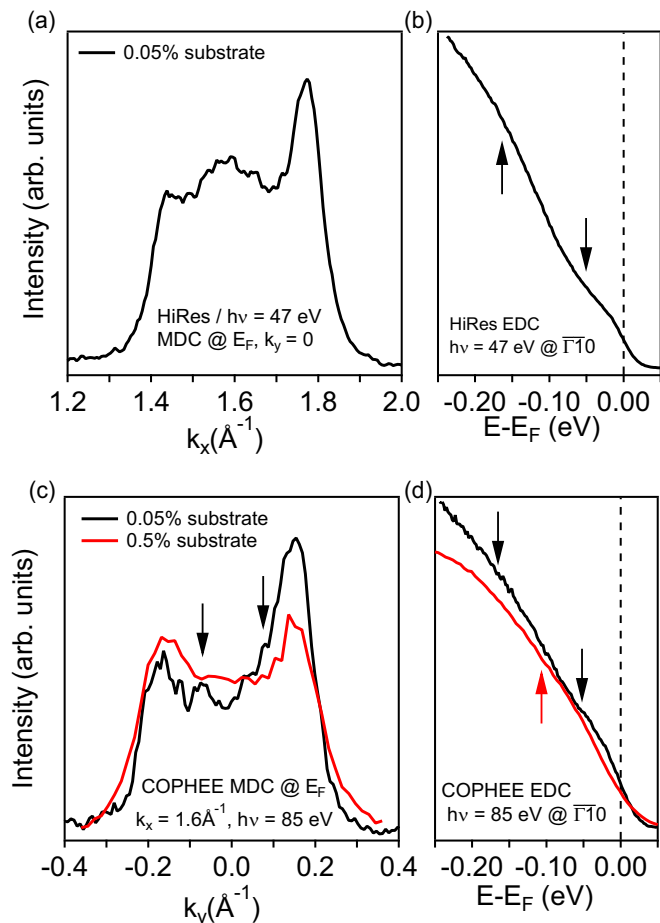 (a)
(b)
0.05% substrate
Intensity (arb. units)
HiRes / hν = 47 eV
MDC @ E_F, k_y = 0
HiRes EDC
hν = 47 eV @ Γ̅1̅0
1.2 1.4 1.6 1.8 2.0
-0.20 -0.10 0.00
k_x(Å⁻¹)
E-E_F (eV)
(c)
(d)
0.05% substrate
0.5% substrate
Intensity (arb. units)
COPHEE MDC @ E_F
k_x = 1.6Å⁻¹, hν = 85 eV
COPHEE EDC
hν = 85 eV @ Γ̅1̅0
-0.4 -0.2 0.0 0.2 0.4
-0.20 -0.10 0.00
k_y(Å⁻¹)
E-E_F (eV)